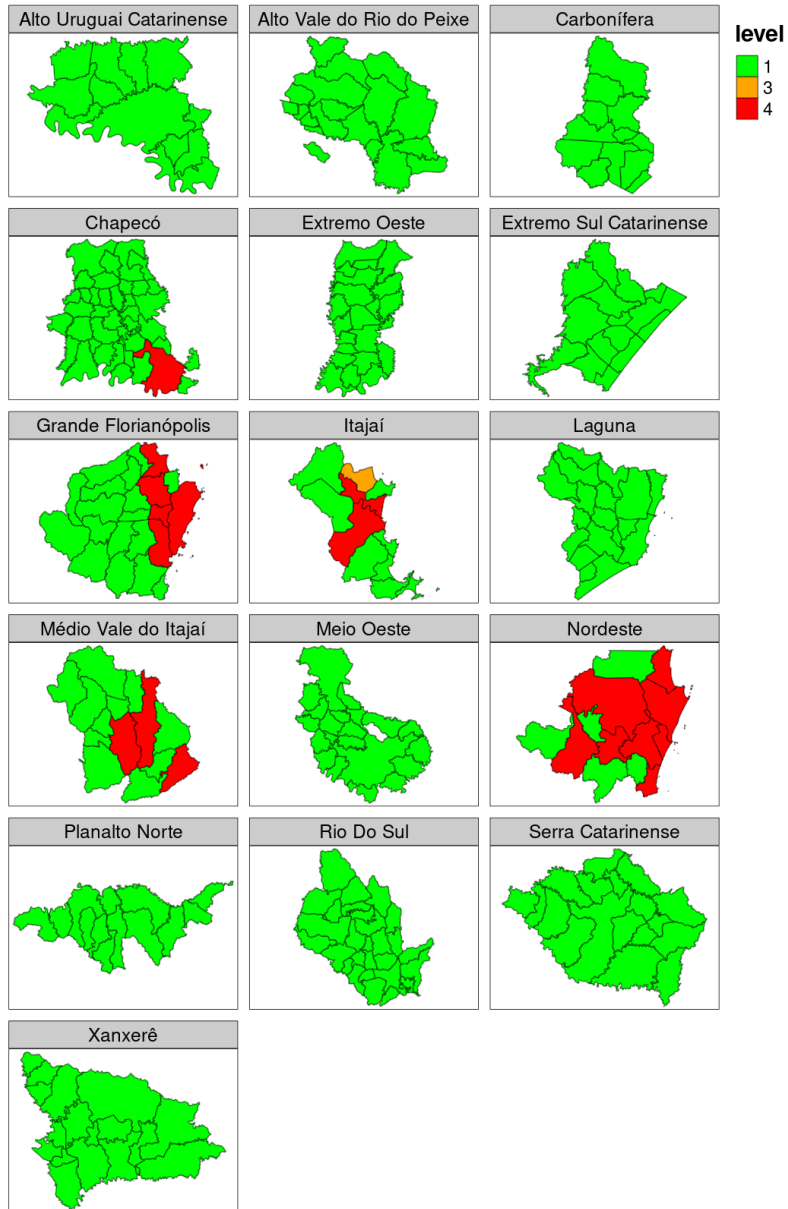 Alto Uruguai Catarinense
Alto Vale do Rio do Peixe
Carbonífera
level
1
3
4
Chapecó
Extremo Oeste
Extremo Sul Catarinense
Grande Florianópolis
Itajaí
Laguna
Médio Vale do Itajaí
Meio Oeste
Nordeste
Planalto Norte
Rio Do Sul
Serra Catarinense
Xanxerê